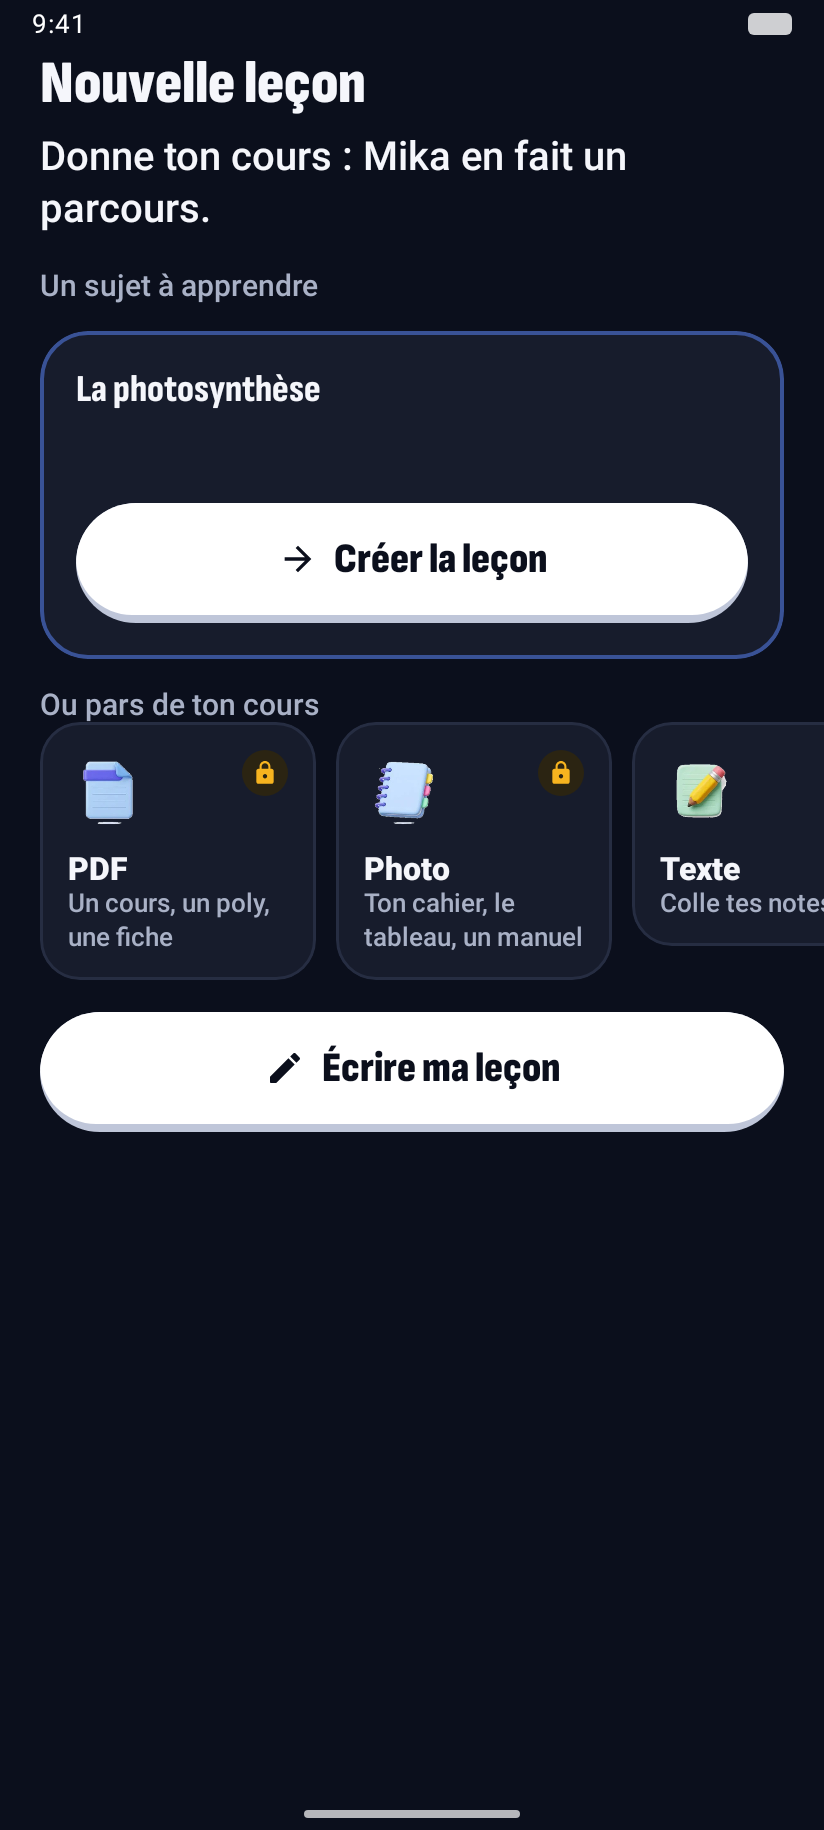 9:41
Nouvelle leçon
Donne ton cours : Mika en fait un
parcours.
Un sujet à apprendre
La photosynthèse
Créer la leçon
Ou pars de ton cours
PDF
Un cours, un poly,
une fiche
Photo
Ton cahier, le
tableau, un manuel
Texte
Colle tes notes
Écrire ma leçon